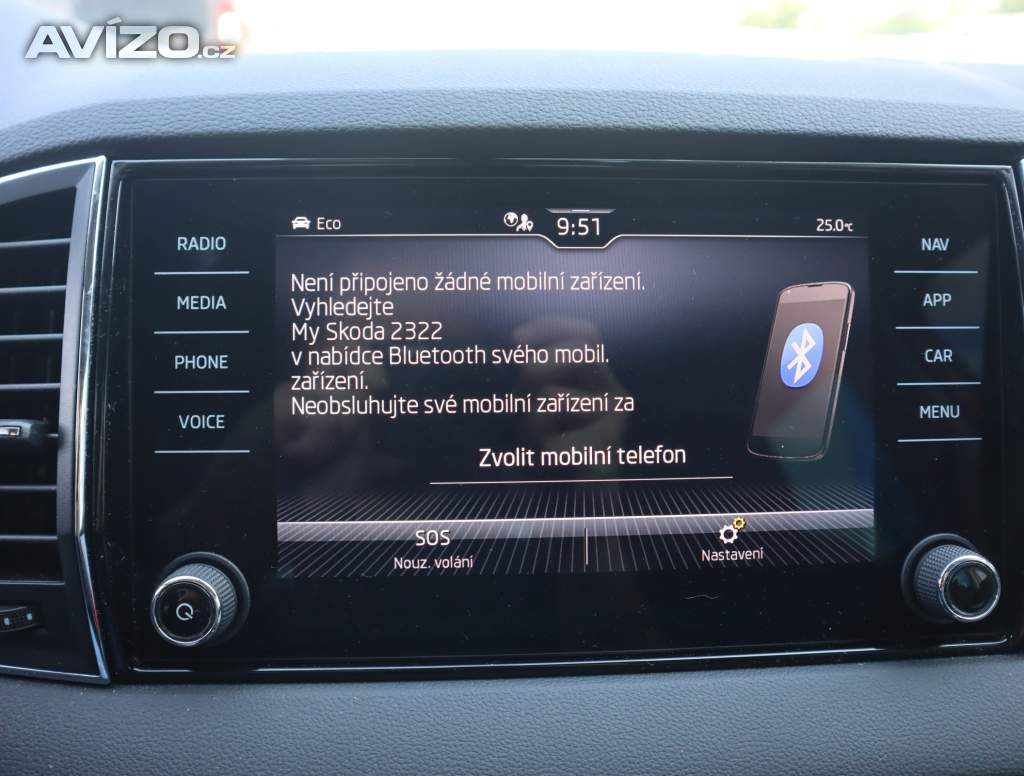 AVÍZO.cz
Eco
9:51
25.0°C
RADIO
MEDIA
PHONE
VOICE
Není připojeno žádné mobilní zařízení.
Vyhledejte
My Skoda 2322
v nabídce Bluetooth svého mobil.
zařízení.
Neobsluhujte své mobilní zařízení za
Zvolit mobilní telefon
SOS
Nouz. volání
Nastavení
NAV
APP
CAR
MENU